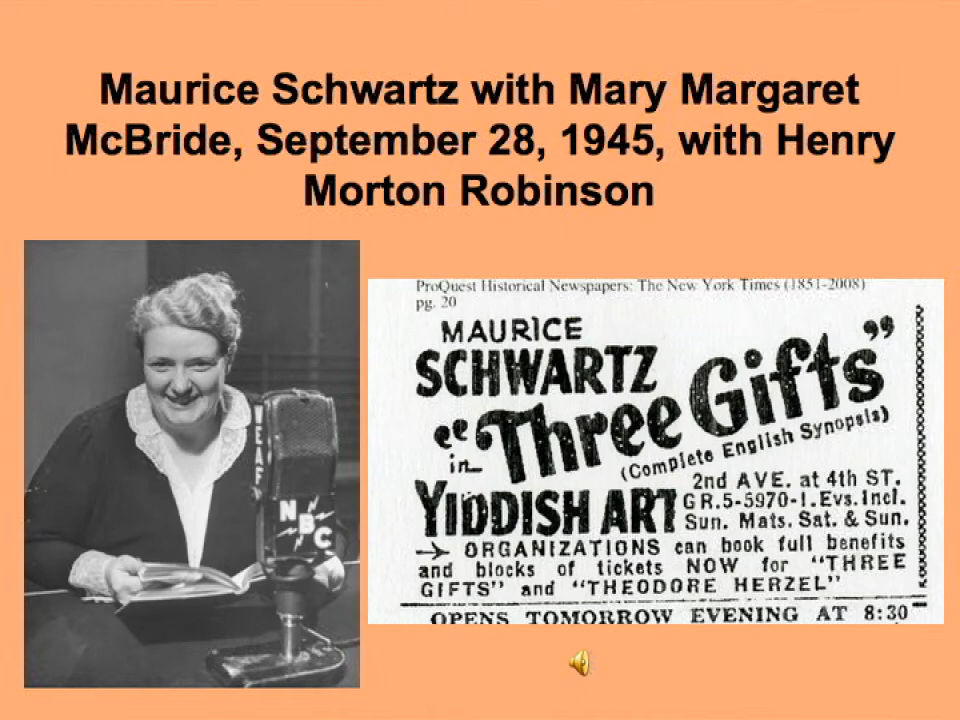 Maurice Schwartz with Mary Margaret
McBride, September 28, 1945, with Henry
Morton Robinson
WEAF
NBC
ProQuest Historical Newspapers: The New York Times (1851-2008)
pg. 20
MAURICE
SCHWARTZ
in "Three Gifts"
(Complete English Synopsis)
YIDDISH ART
2nd AVE. at 4th ST.
GR.5-5970-1. Evs. Incl.
Sun. Mats. Sat. & Sun.
ORGANIZATIONS can book full benefits
and blocks of tickets NOW for "THREE
GIFTS" and "THEODORE HERZEL"
OPENS TOMORROW EVENING AT 8:30